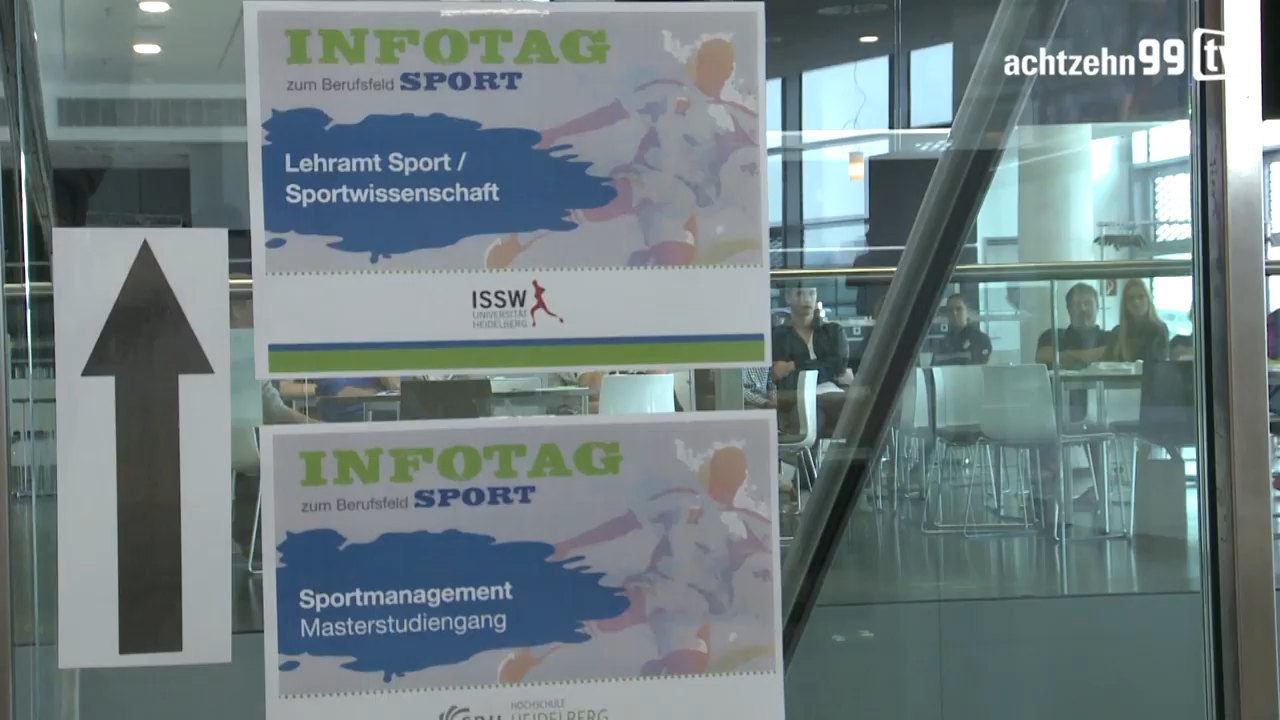 achtzehn99 tv
INFOTAG
zum Berufsfeld SPORT
Lehramt Sport /
Sportwissenschaft
ISSW
UNIVERSITÄT
HEIDELBERG
INFOTAG
zum Berufsfeld SPORT
Sportmanagement
Masterstudiengang
HOCHSCHULE
HEIDELBERG